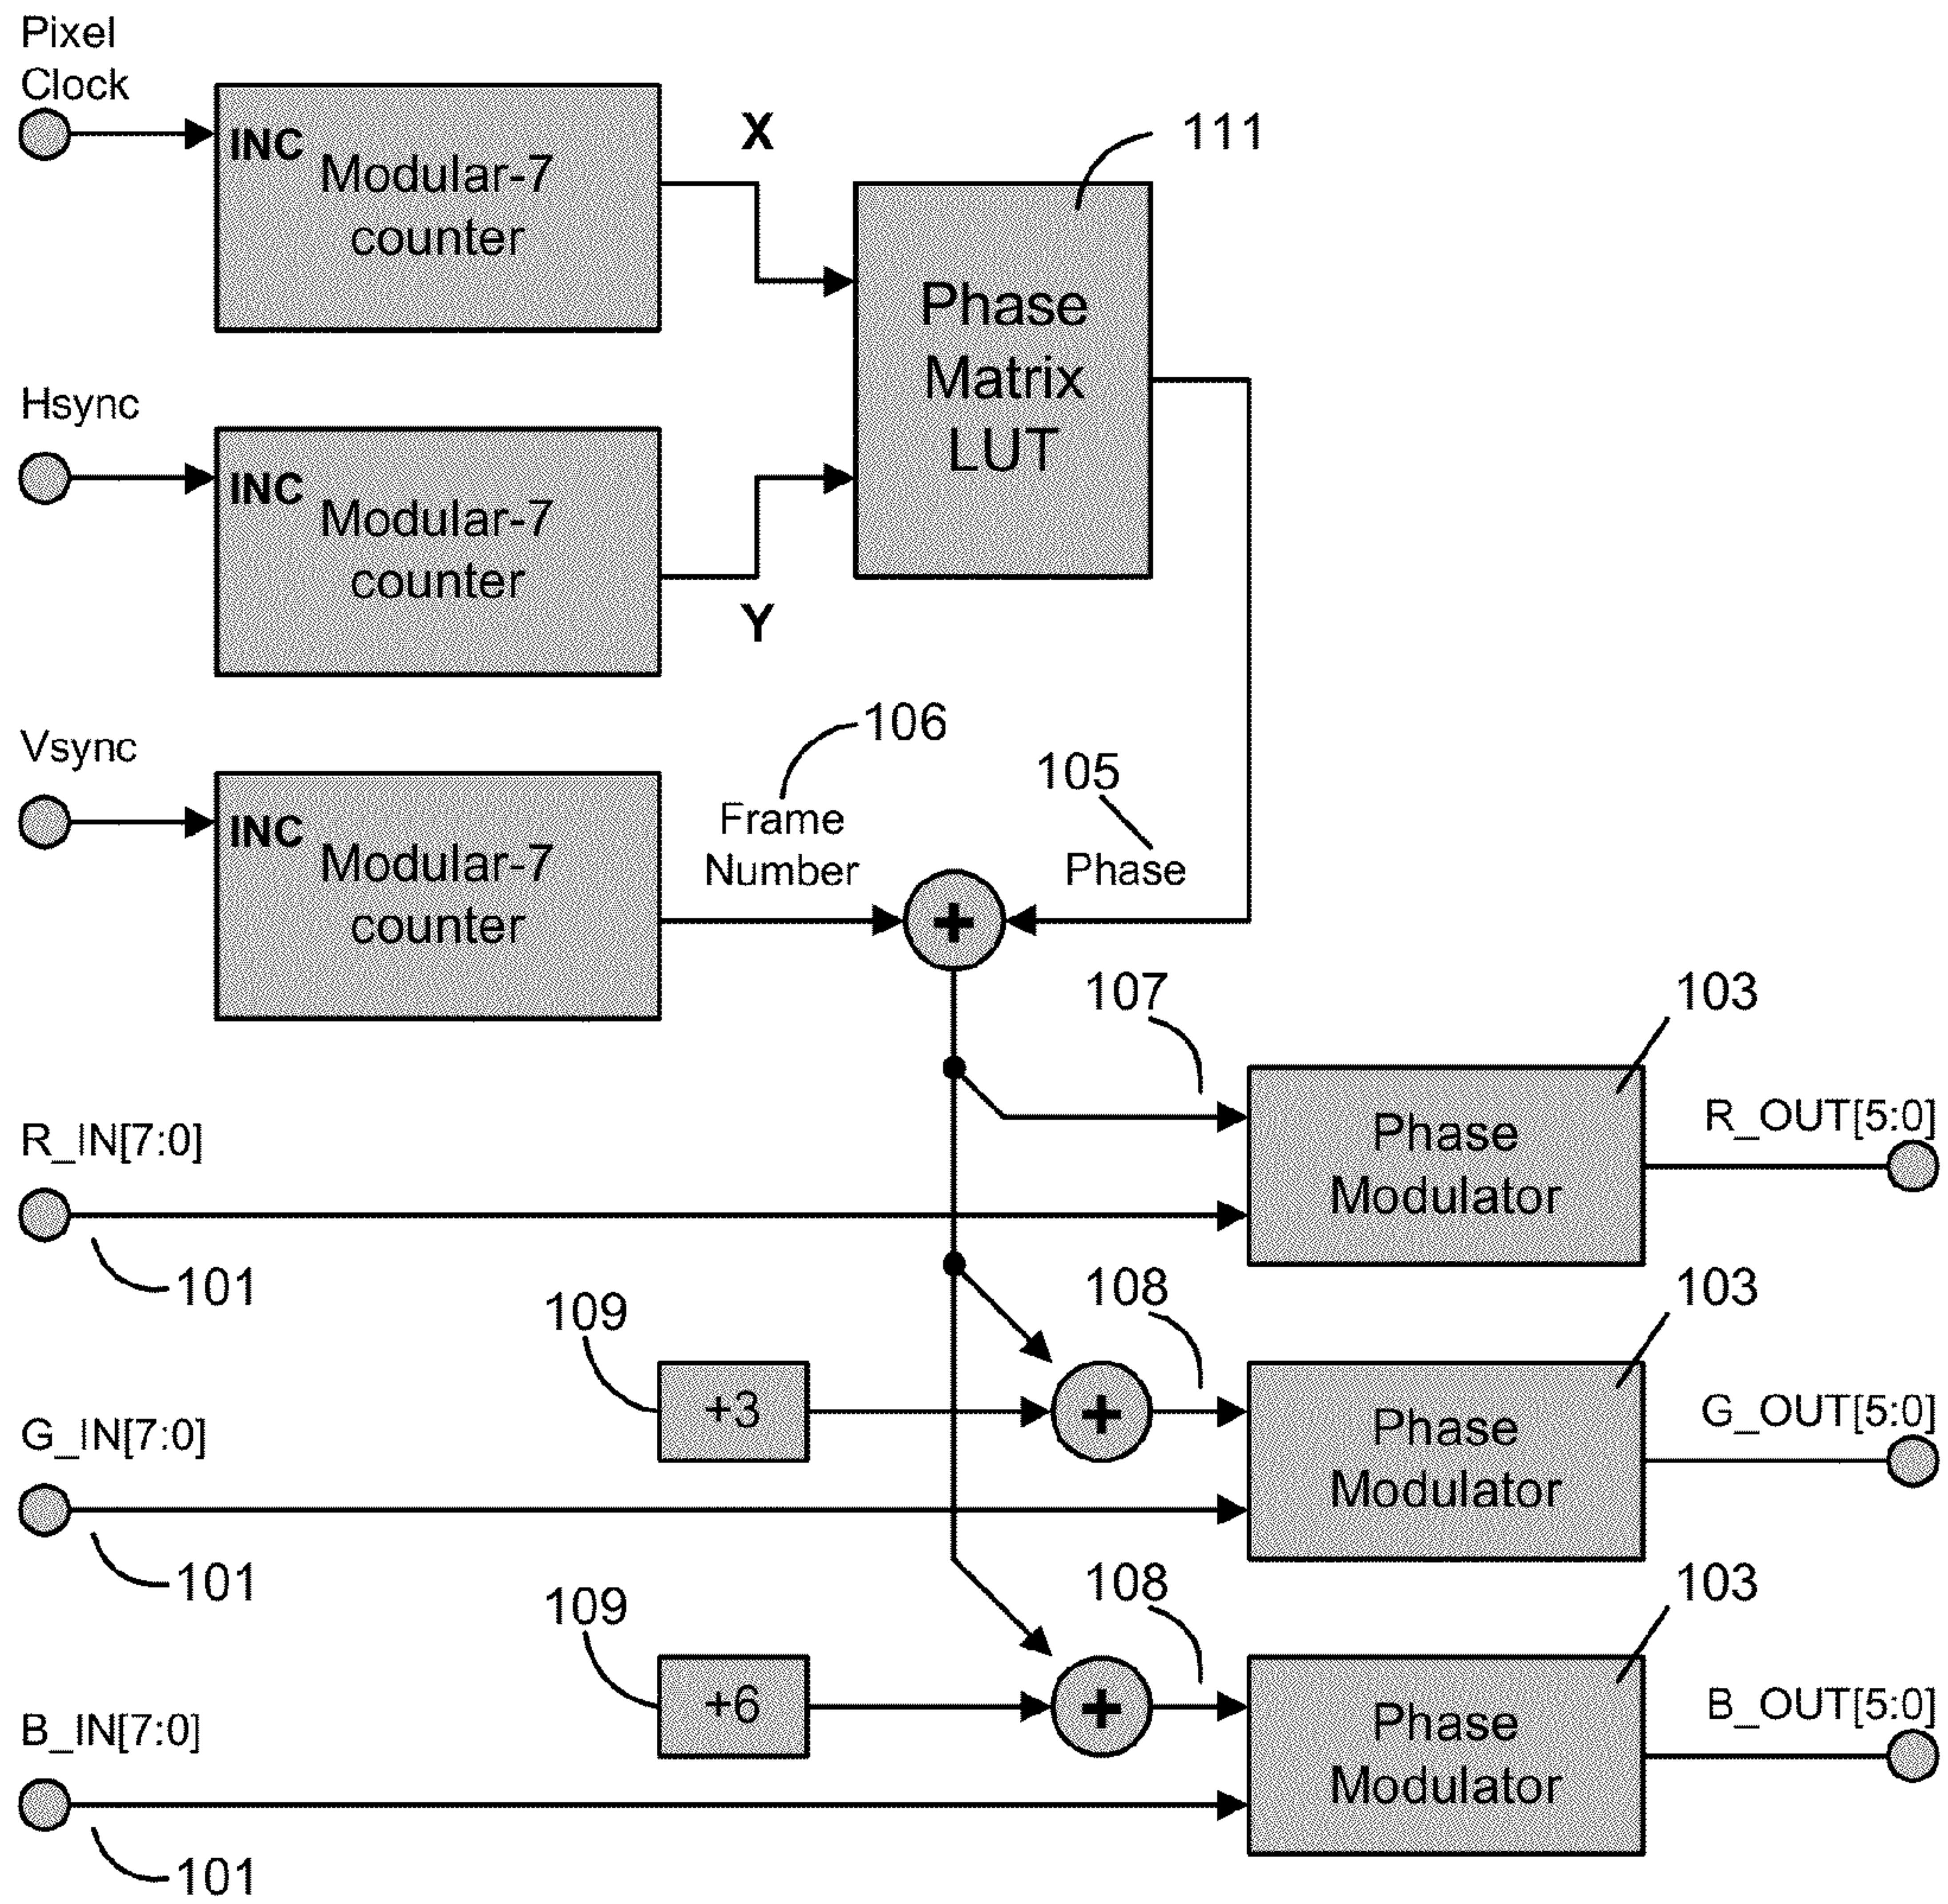 Pixel
Clock
INC
Modular-7
counter
X
111
Phase
Matrix
LUT
Hsync
INC
Modular-7
counter
Y
Vsync
INC
Modular-7
counter
106
Frame
Number
105
Phase
+
107
103
R_IN[7:0]
101
Phase
Modulator
R_OUT[5:0]
109
+3
+
108
103
G_IN[7:0]
101
Phase
Modulator
G_OUT[5:0]
109
+6
+
108
103
B_IN[7:0]
101
Phase
Modulator
B_OUT[5:0]